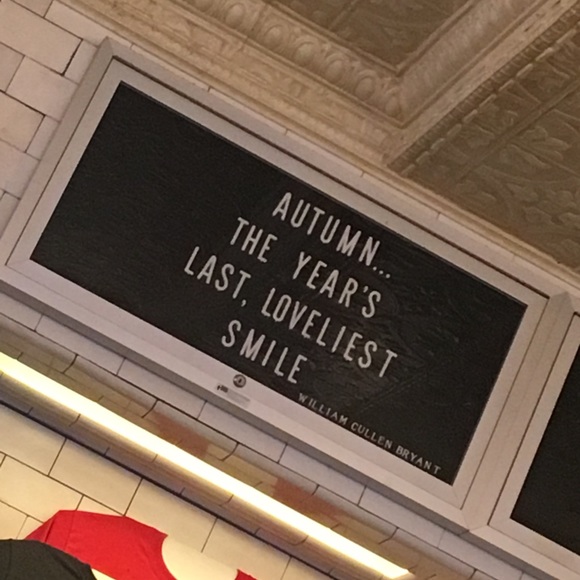 AUTUMN...
THE YEAR'S
LAST, LOVELIEST
SMILE
WILLIAM CULLEN BRYANT